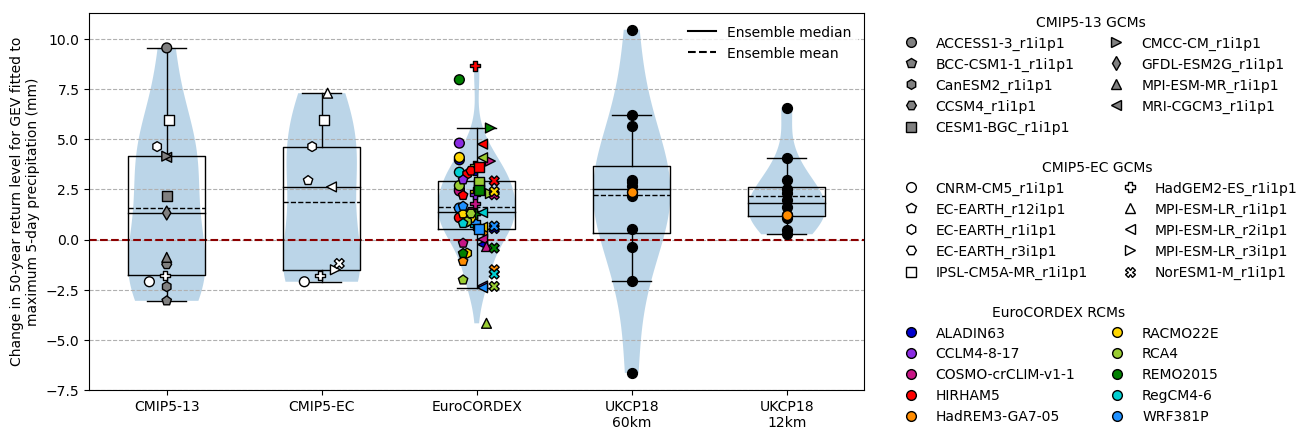 Change in 50-year return level for GEV fitted to
maximum 5-day precipitation (mm)
10.0
7.5
5.0
2.5
0.0
−2.5
−5.0
−7.5
Ensemble median
Ensemble mean
CMIP5-13
CMIP5-EC
EuroCORDEX
UKCP18
60km
UKCP18
12km
CMIP5-13 GCMs
ACCESS1-3_r1i1p1
BCC-CSM1-1_r1i1p1
CanESM2_r1i1p1
CCSM4_r1i1p1
CESM1-BGC_r1i1p1
CMCC-CM_r1i1p1
GFDL-ESM2G_r1i1p1
MPI-ESM-MR_r1i1p1
MRI-CGCM3_r1i1p1
CMIP5-EC GCMs
CNRM-CM5_r1i1p1
EC-EARTH_r12i1p1
EC-EARTH_r1i1p1
EC-EARTH_r3i1p1
IPSL-CM5A-MR_r1i1p1
HadGEM2-ES_r1i1p1
MPI-ESM-LR_r1i1p1
MPI-ESM-LR_r2i1p1
MPI-ESM-LR_r3i1p1
NorESM1-M_r1i1p1
EuroCORDEX RCMs
ALADIN63
CCLM4-8-17
COSMO-crCLIM-v1-1
HIRHAM5
HadREM3-GA7-05
RACMO22E
RCA4
REMO2015
RegCM4-6
WRF381P